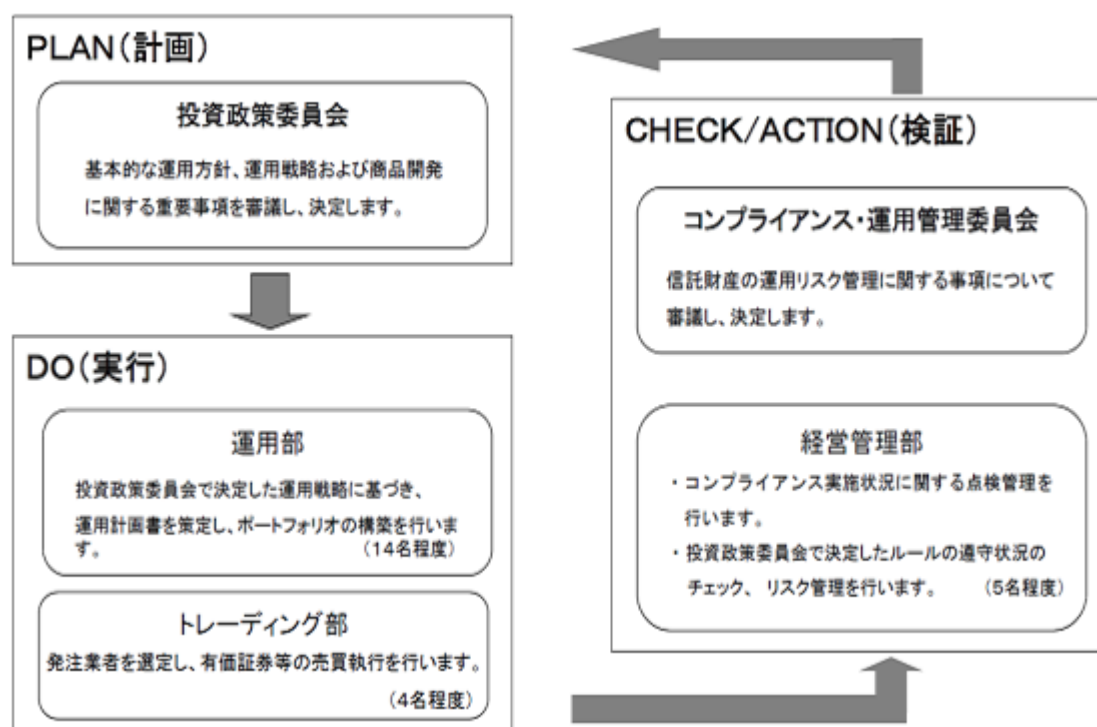 PLAN(計画)
投資政策委員会
基本的な運用方針、運用戦略および商品開発
に関する重要事項を審議し、決定します。
DO(実行)
運用部
投資政策委員会で決定した運用戦略に基づき、
運用計画書を策定し、ポートフォリオの構築を行いま
す。 (14名程度)
トレーディング部
発注業者を選定し、有価証券等の売買執行を行います。
(4名程度)
CHECK/ACTION(検証)
コンプライアンス・運用管理委員会
信託財産の運用リスク管理に関する事項について
審議し、決定します。
経営管理部
・コンプライアンス実施状況に関する点検管理を
行います。
・投資政策委員会で決定したルールの遵守状況の
チェック、リスク管理を行います。 (5名程度)